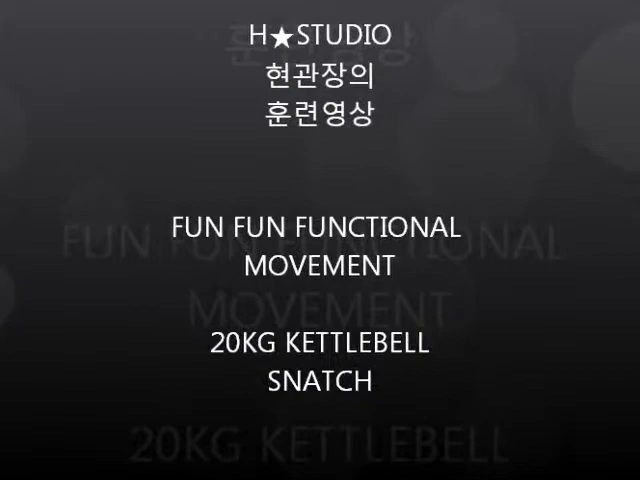 H★STUDIO
현관장의
훈련영상
FUN FUN FUNCTIONAL
MOVEMENT
20KG KETTLEBELL
SNATCH